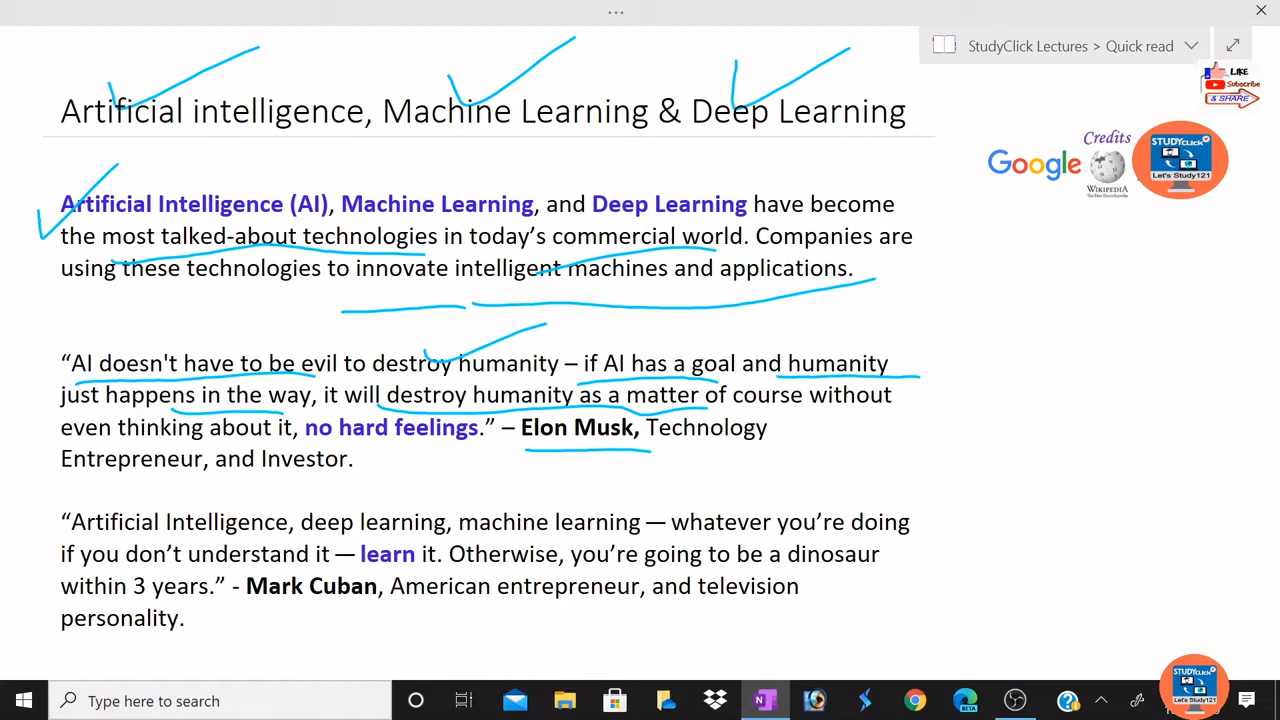 StudyClick Lectures > Quick read
LIKE
Subscribe
& SHARE
Artificial intelligence, Machine Learning & Deep Learning
Credits
Google
WIKIPEDIA
The Free Encyclopedia
STUDYCLICK
Let's Study121
Artificial Intelligence (AI), Machine Learning, and Deep Learning have become
the most talked-about technologies in today’s commercial world. Companies are
using these technologies to innovate intelligent machines and applications.
“AI doesn't have to be evil to destroy humanity – if AI has a goal and humanity
just happens in the way, it will destroy humanity as a matter of course without
even thinking about it, no hard feelings.” – Elon Musk, Technology
Entrepreneur, and Investor.
“Artificial Intelligence, deep learning, machine learning — whatever you’re doing
if you don’t understand it — learn it. Otherwise, you’re going to be a dinosaur
within 3 years.” - Mark Cuban, American entrepreneur, and television
personality.
STUDYCLICK
Let's Study121
Type here to search
BETA